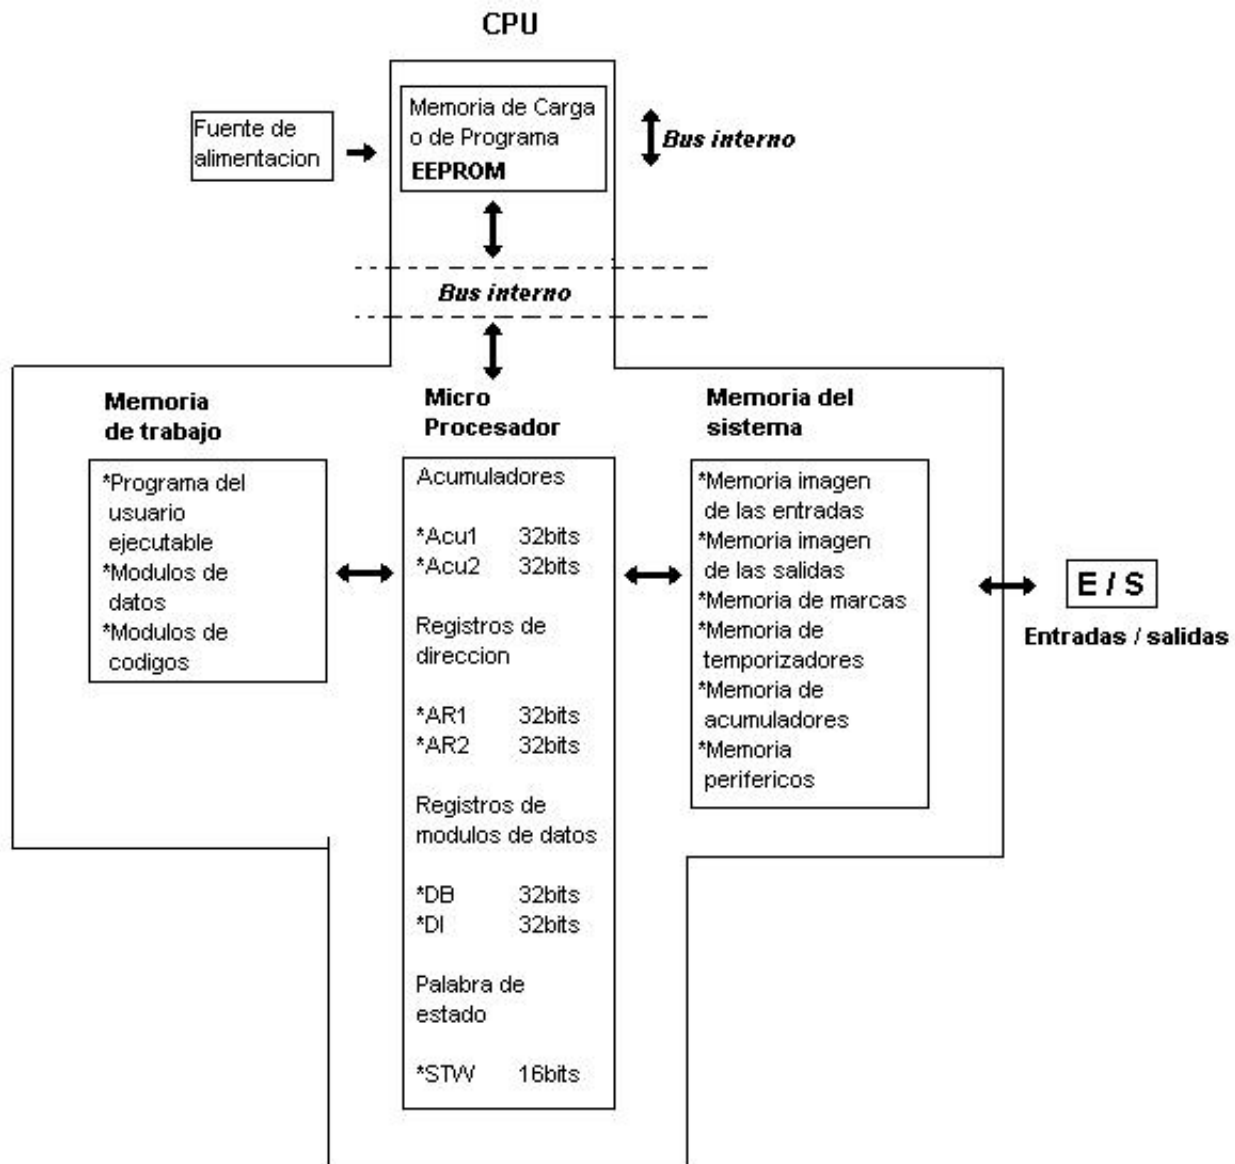 CPU
Fuente de
alimentacion
Memoria de Carga
o de Programa
EEPROM
Bus interno
Bus interno
Memoria
de trabajo
*Programa del
usuario
ejecutable
*Modulos de
datos
*Modulos de
codigos
Micro
Procesador
Acumuladores
*Acu1 32bits
*Acu2 32bits
Registros de
direccion
*AR1 32bits
*AR2 32bits
Registros de
modulos de datos
*DB 32bits
*DI 32bits
Palabra de
estado
*STW 16bits
Memoria del
sistema
*Memoria imagen
de las entradas
*Memoria imagen
de las salidas
*Memoria de marcas
*Memoria de
temporizadores
*Memoria de
acumuladores
*Memoria
perifericos
E / S
Entradas / salidas